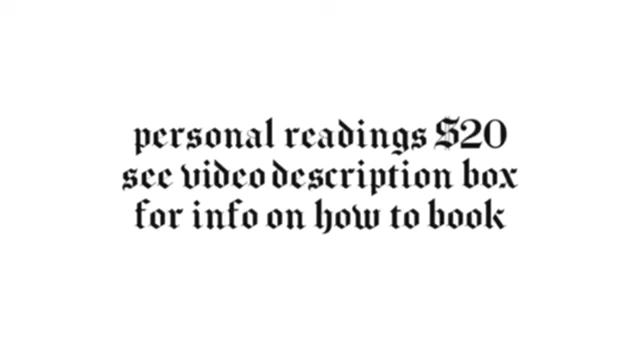 personal readings $20
see video description box
for info on how to book